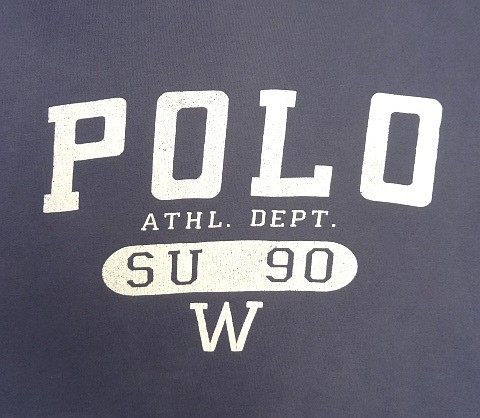 POLO
ATHL. DEPT.
SU 90
W